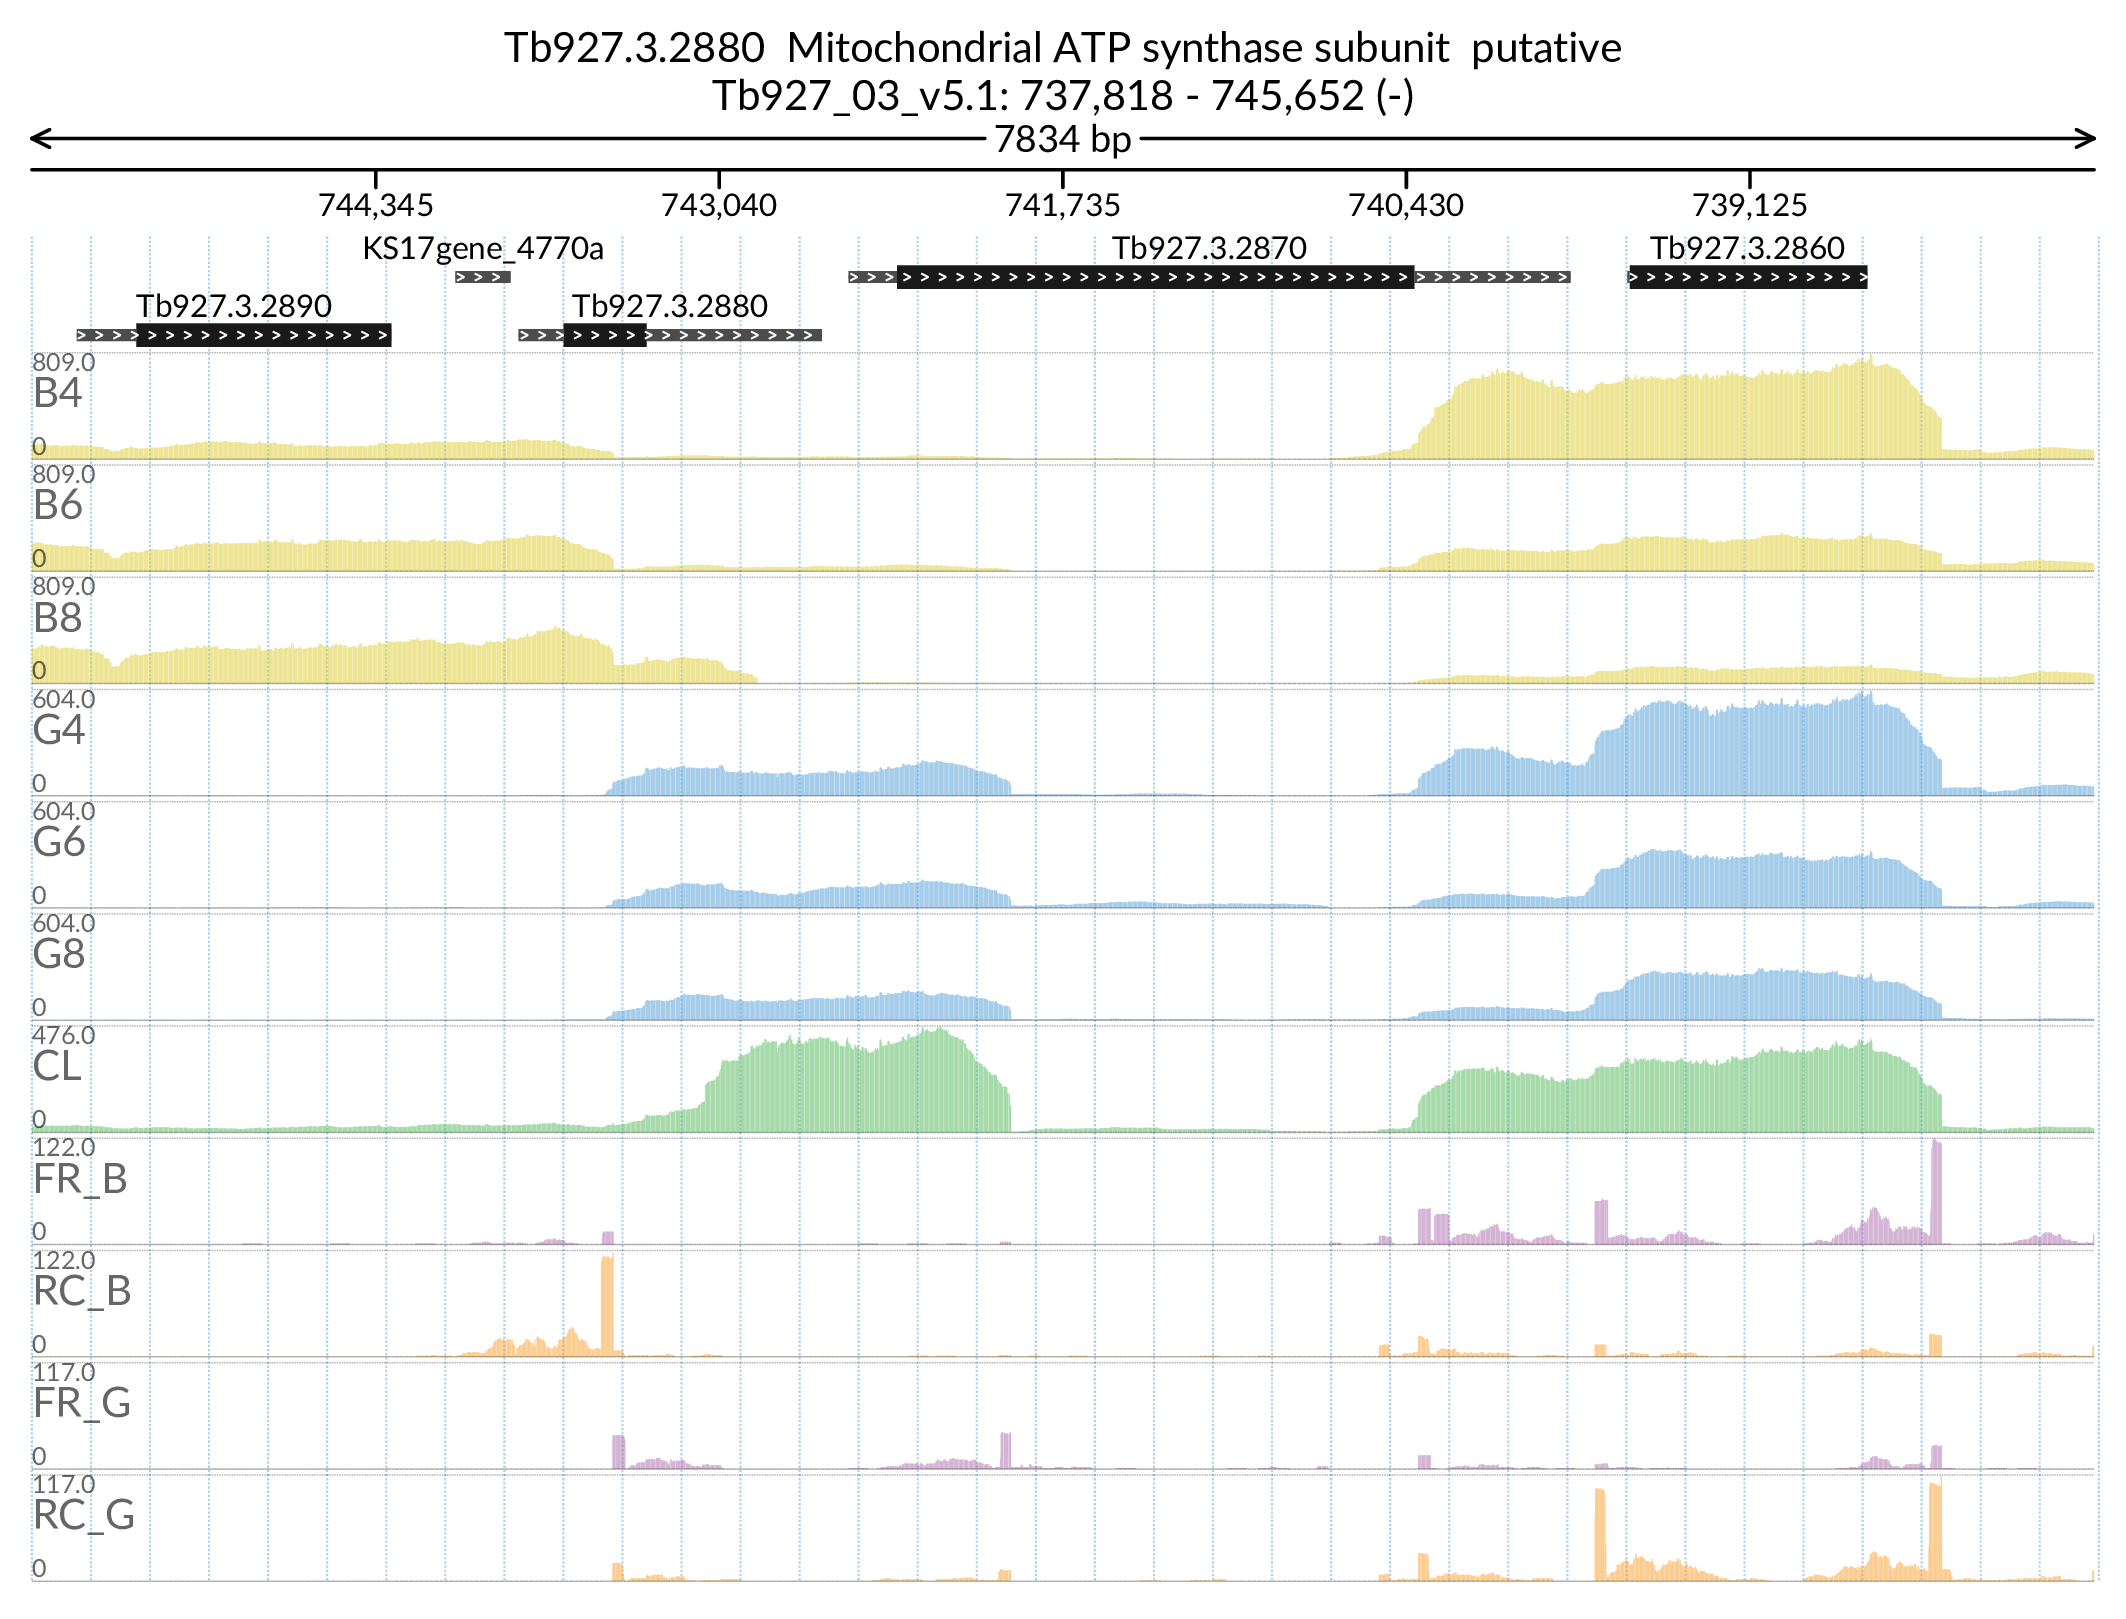 Tb927.3.2880 Mitochondrial ATP synthase subunit putative
Tb927_03_v5.1: 737,818 - 745,652 (-)
7834 bp
744,345 743,040 741,735 740,430 739,125
KS17gene_4770a Tb927.3.2870 Tb927.3.2860
Tb927.3.2890 Tb927.3.2880
809.0
B4
0
809.0
B6
0
809.0
B8
0
604.0
G4
0
604.0
G6
0
604.0
G8
0
476.0
CL
0
122.0
FR_B
0
122.0
RC_B
0
117.0
FR_G
0
117.0
RC_G
0